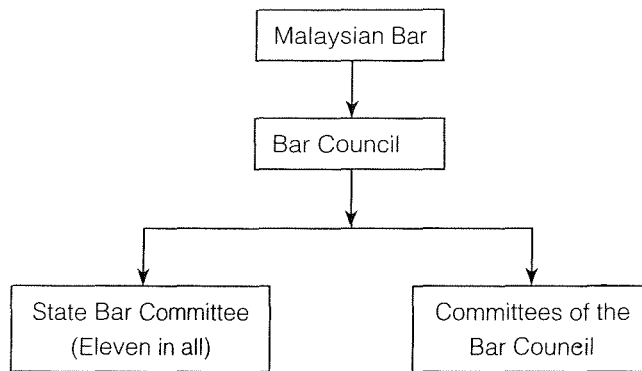 Malaysian Bar
Bar Council
State Bar Committee
(Eleven in all)
Committees of the
Bar Council